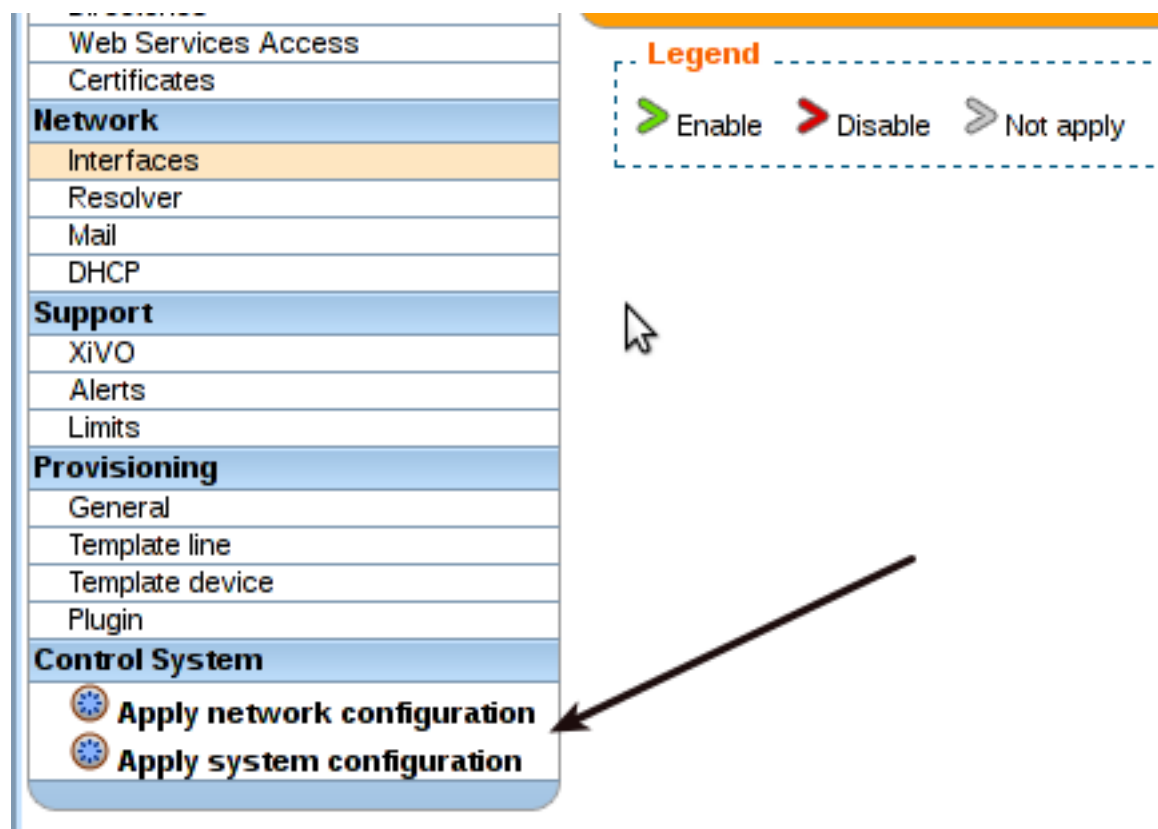 Web Services Access
Certificates
Network
Interfaces
Resolver
Mail
DHCP
Support
XiVO
Alerts
Limits
Provisioning
General
Template line
Template device
Plugin
Control System
Apply network configuration
Apply system configuration
Legend
Enable Disable Not apply